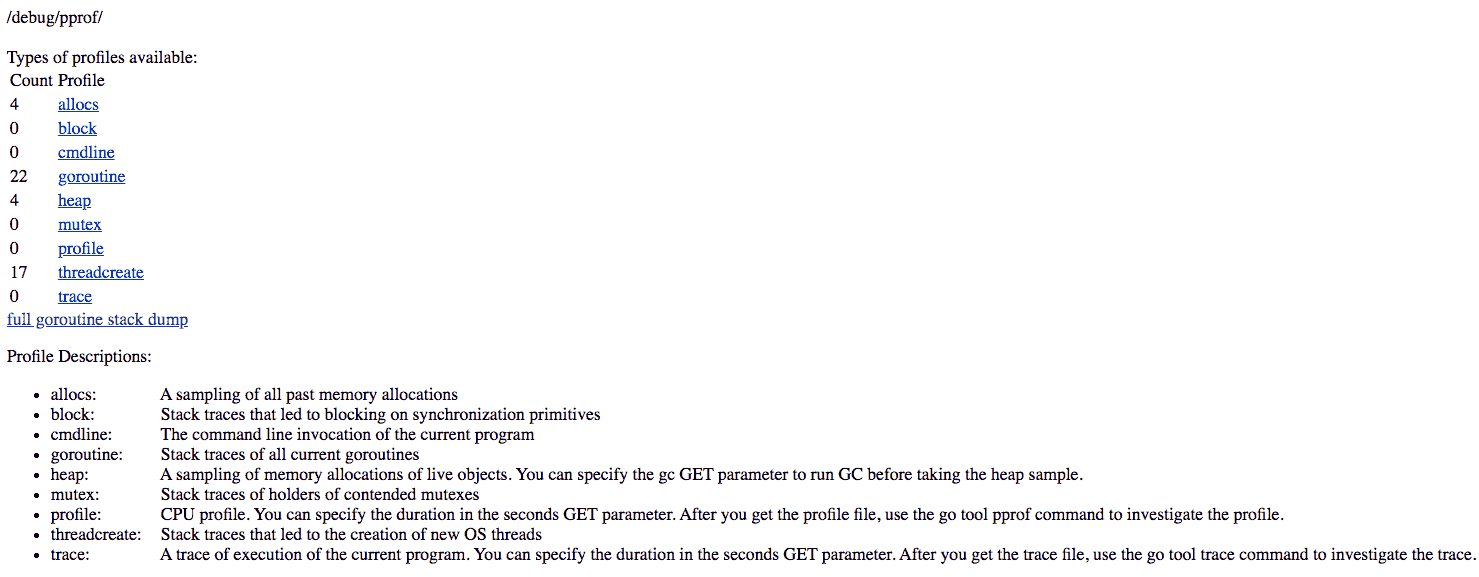 /debug/pprof/
Types of profiles available:
Count Profile
4 allocs
0 block
0 cmdline
22 goroutine
4 heap
0 mutex
0 profile
17 threadcreate
0 trace
full goroutine stack dump
Profile Descriptions:
• allocs: A sampling of all past memory allocations
• block: Stack traces that led to blocking on synchronization primitives
• cmdline: The command line invocation of the current program
• goroutine: Stack traces of all current goroutines
• heap: A sampling of memory allocations of live objects. You can specify the gc GET parameter to run GC before taking the heap sample.
• mutex: Stack traces of holders of contended mutexes
• profile: CPU profile. You can specify the duration in the seconds GET parameter. After you get the profile file, use the go tool pprof command to investigate the profile.
• threadcreate: Stack traces that led to the creation of new OS threads
• trace: A trace of execution of the current program. You can specify the duration in the seconds GET parameter. After you get the trace file, use the go tool trace command to investigate the trace.